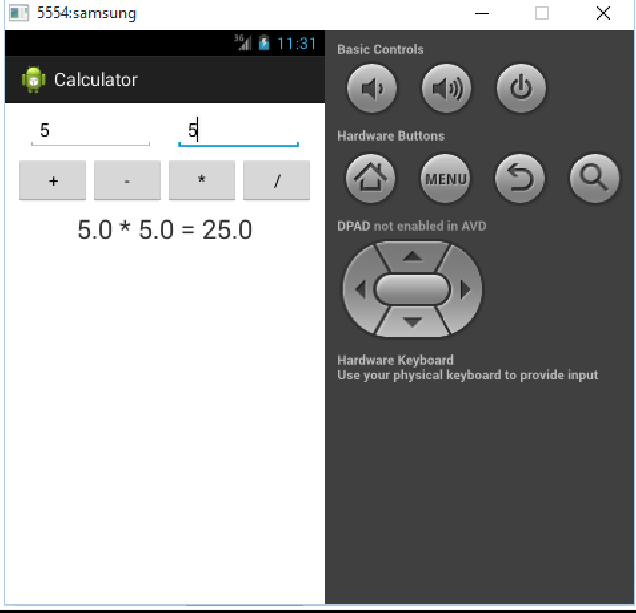 5554:samsung
3G 11:31
Calculator
5 5
+ - * /
5.0 * 5.0 = 25.0
Basic Controls
Hardware Buttons
MENU
DPAD not enabled in AVD
Hardware Keyboard
Use your physical keyboard to provide input